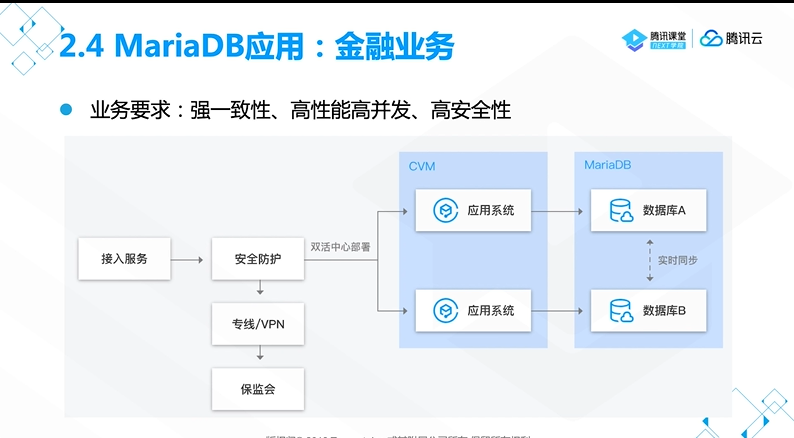 2.4 MariaDB应用：金融业务
腾讯课堂
NEXT学院
腾讯云
业务要求：强一致性、高性能高并发、高安全性
CVM
MariaDB
应用系统
数据库A
接入服务
安全防护
双活中心部署
实时同步
专线/VPN
应用系统
数据库B
保监会